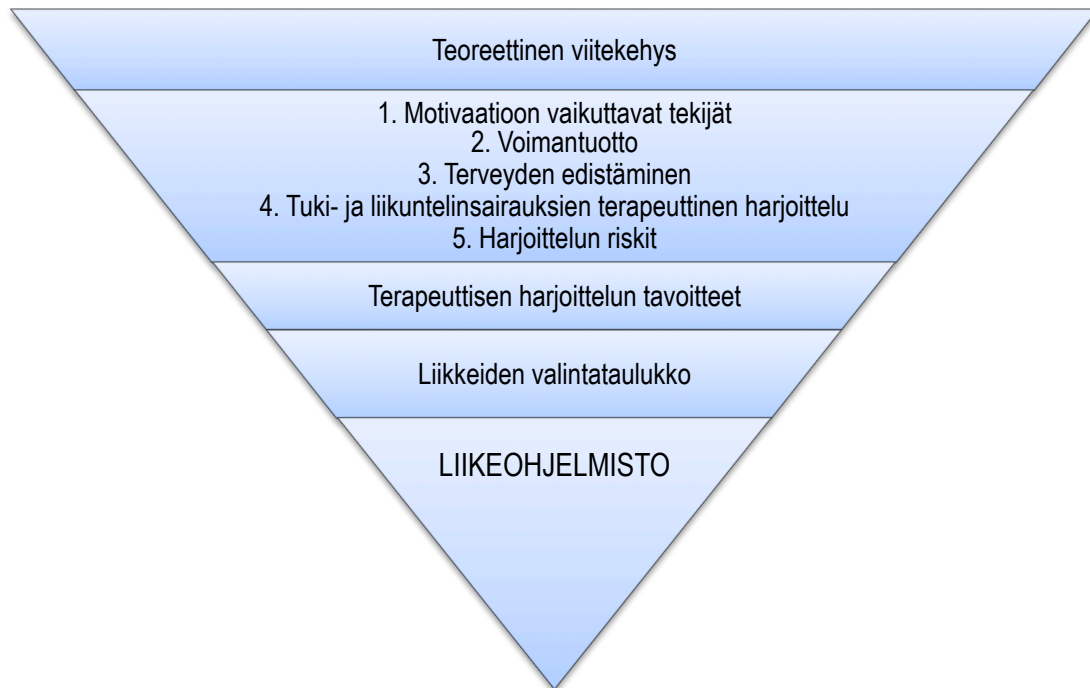 Teoreettinen viitekehys
1. Motivaatioon vaikuttavat tekijät
2. Voimantuotto
3. Terveyden edistäminen
4. Tuki- ja liikuntelinsairauksien terapeuttinen harjoittelu
5. Harjoittelun riskit
Terapeuttisen harjoittelun tavoitteet
Liikkeiden valintataulukko
LIIKEOHJELMISTO